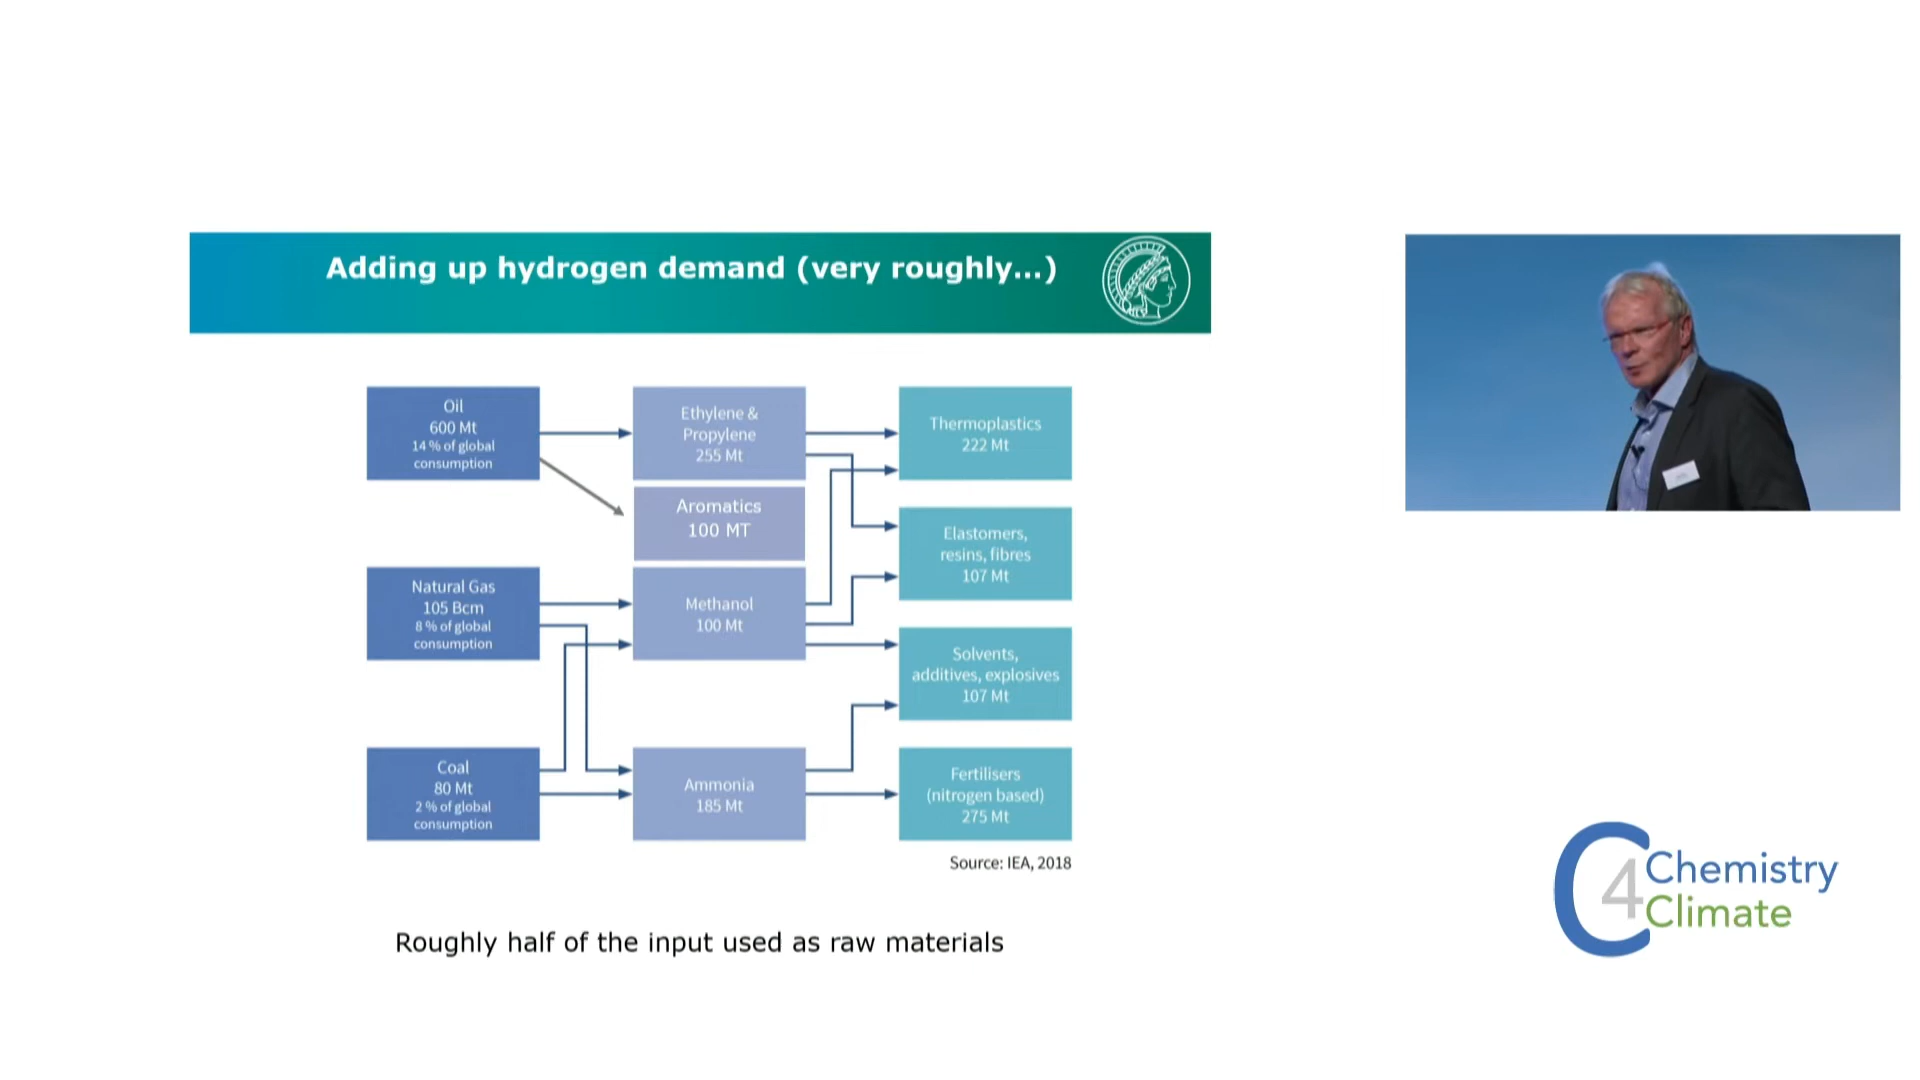 Adding up hydrogen demand (very roughly...)
Oil
600 Mt
14 % of global
consumption
Ethylene &
Propylene
255 Mt
Thermoplastics
222 Mt
Aromatics
100 MT
Elastomers,
resins, fibres
107 Mt
Natural Gas
105 Bcm
8 % of global
consumption
Methanol
100 Mt
Solvents,
additives, explosives
107 Mt
Coal
80 Mt
2 % of global
consumption
Ammonia
185 Mt
Fertilisers
(nitrogen based)
275 Mt
Source: IEA, 2018
Roughly half of the input used as raw materials
C4 Chemistry
Climate